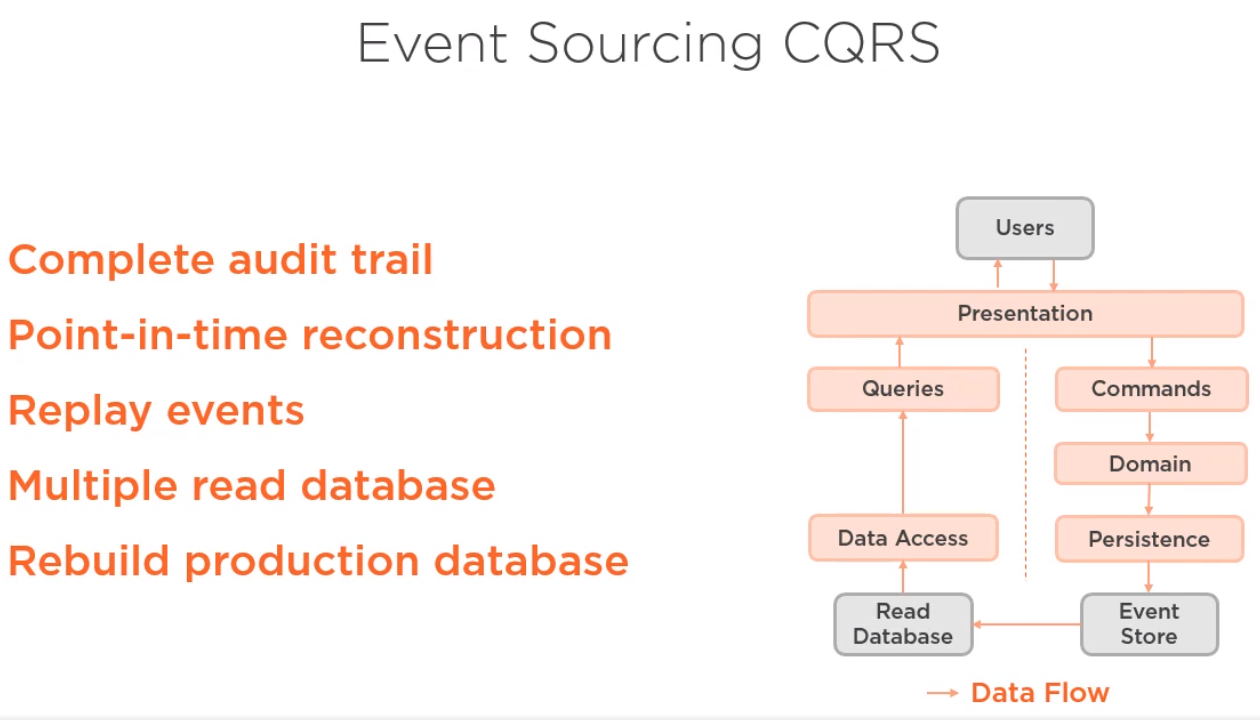 Event Sourcing CQRS
Complete audit trail
Point-in-time reconstruction
Replay events
Multiple read database
Rebuild production database
Users
Presentation
Queries
Commands
Domain
Data Access
Persistence
Read
Database
Event
Store
Data Flow